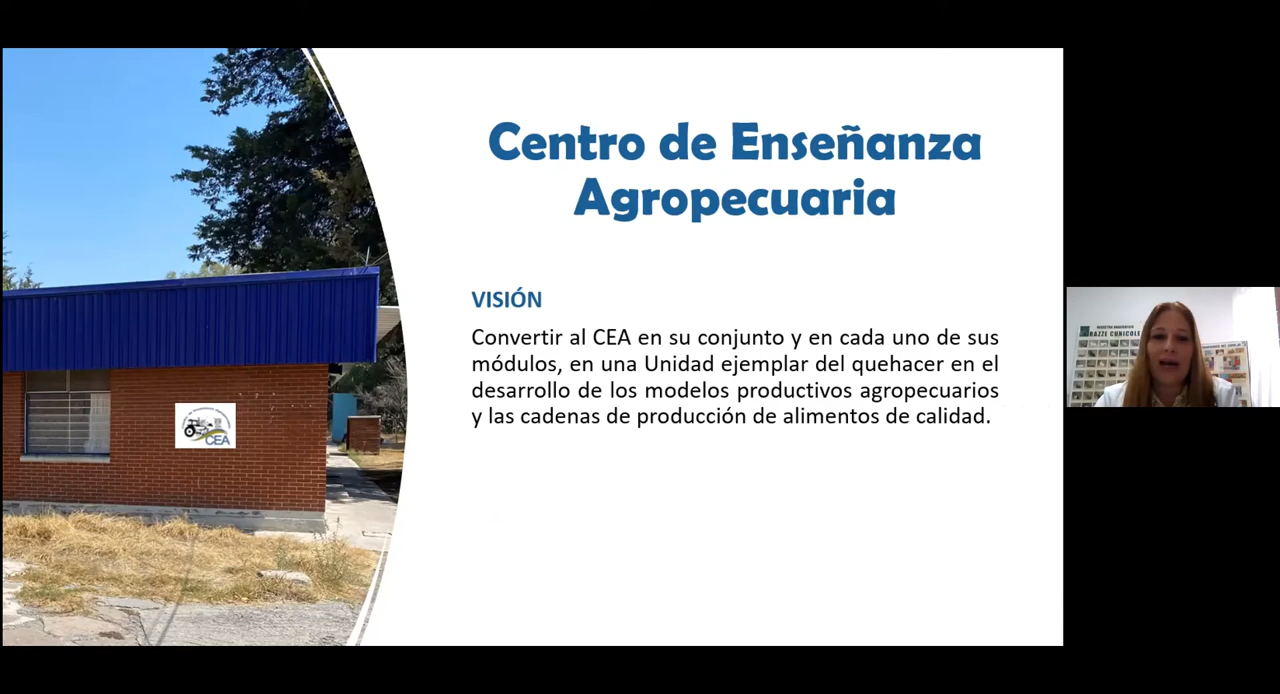 Centro de Enseñanza
Agropecuaria
VISIÓN
Convertir al CEA en su conjunto y en cada uno de sus
módulos, en una Unidad ejemplar del quehacer en el
desarrollo de los modelos productivos agropecuarios
y las cadenas de producción de alimentos de calidad.
CEA
RAZZE CUNICOLE